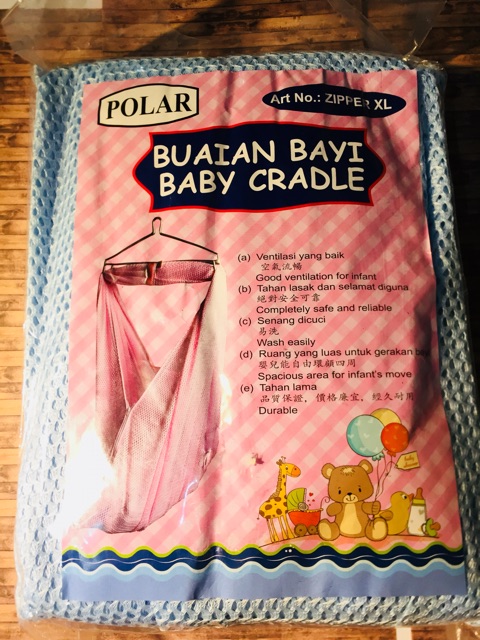 POLAR
Art No.: ZIPPER XL
BUAIAN BAYI
BABY CRADLE
(a) Ventilasi yang baik
空氣流暢
Good ventilation for infant
(b) Tahan lasak dan selamat diguna
絕對安全可靠
Completely safe and reliable
(c) Senang dicuci
易洗
Wash easily
(d) Ruang yang luas untuk gerakan
嬰兒能自由環顧四周
Spacious area for infant's move
(e) Tahan lama
品質保證，價格廉宜，經久耐用
Durable
baby